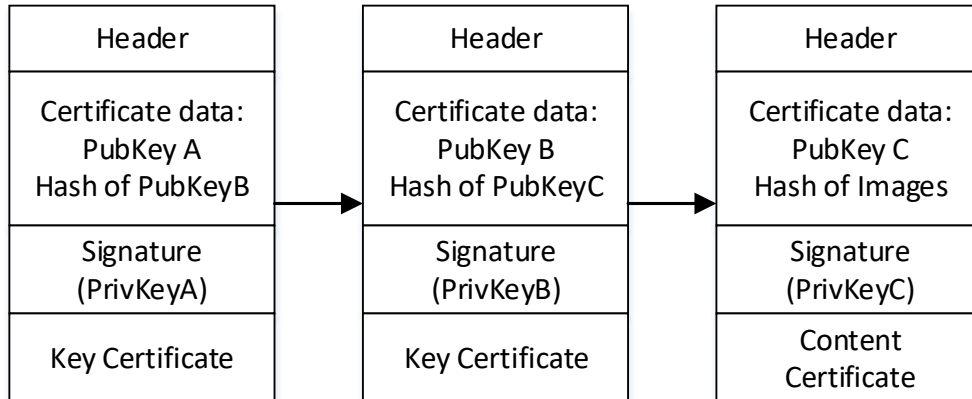 Header
Certificate data:
PubKey A
Hash of PubKeyB
Signature
(PrivKeyA)
Key Certificate
Header
Certificate data:
PubKey B
Hash of PubKeyC
Signature
(PrivKeyB)
Key Certificate
Header
Certificate data:
PubKey C
Hash of Images
Signature
(PrivKeyC)
Content
Certificate